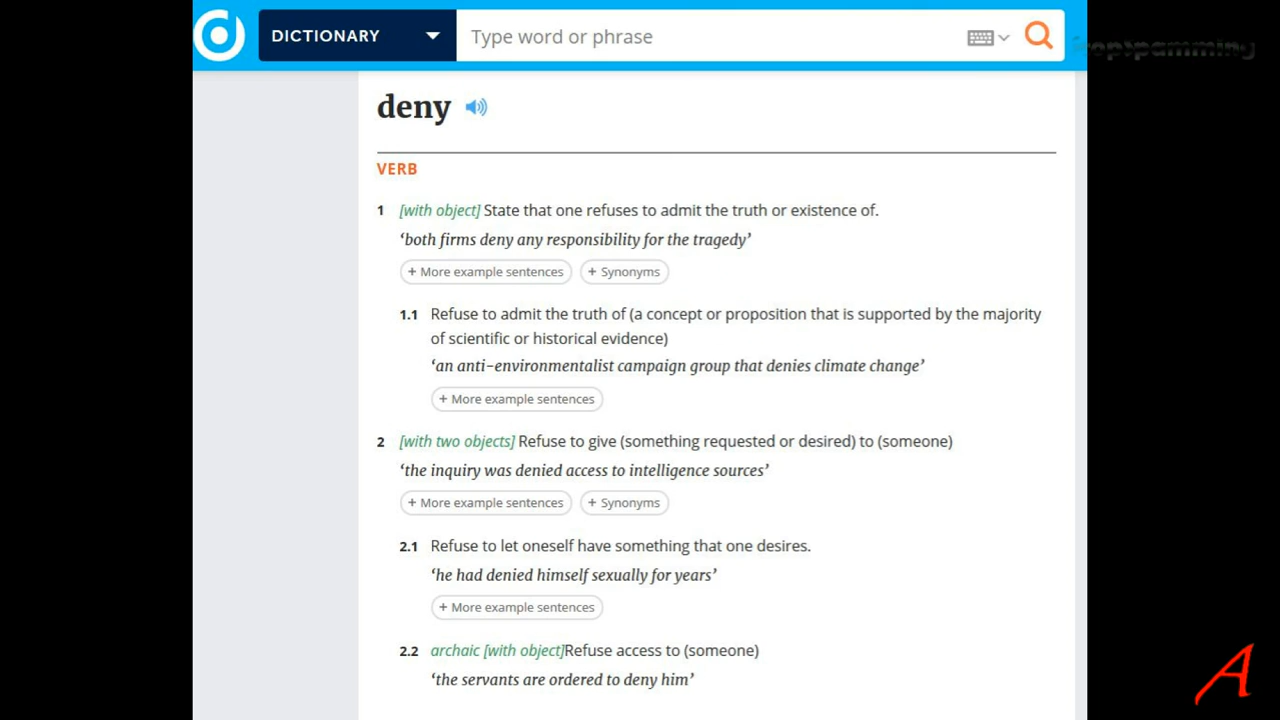 DICTIONARY
Type word or phrase
deny
VERB
1 [with object] State that one refuses to admit the truth or existence of.
‘both firms deny any responsibility for the tragedy’
+ More example sentences + Synonyms
1.1 Refuse to admit the truth of (a concept or proposition that is supported by the majority
of scientific or historical evidence)
‘an anti-environmentalist campaign group that denies climate change’
+ More example sentences
2 [with two objects] Refuse to give (something requested or desired) to (someone)
‘the inquiry was denied access to intelligence sources’
+ More example sentences + Synonyms
2.1 Refuse to let oneself have something that one desires.
‘he had denied himself sexually for years’
+ More example sentences
2.2 archaic [with object]Refuse access to (someone)
‘the servants are ordered to deny him’
A